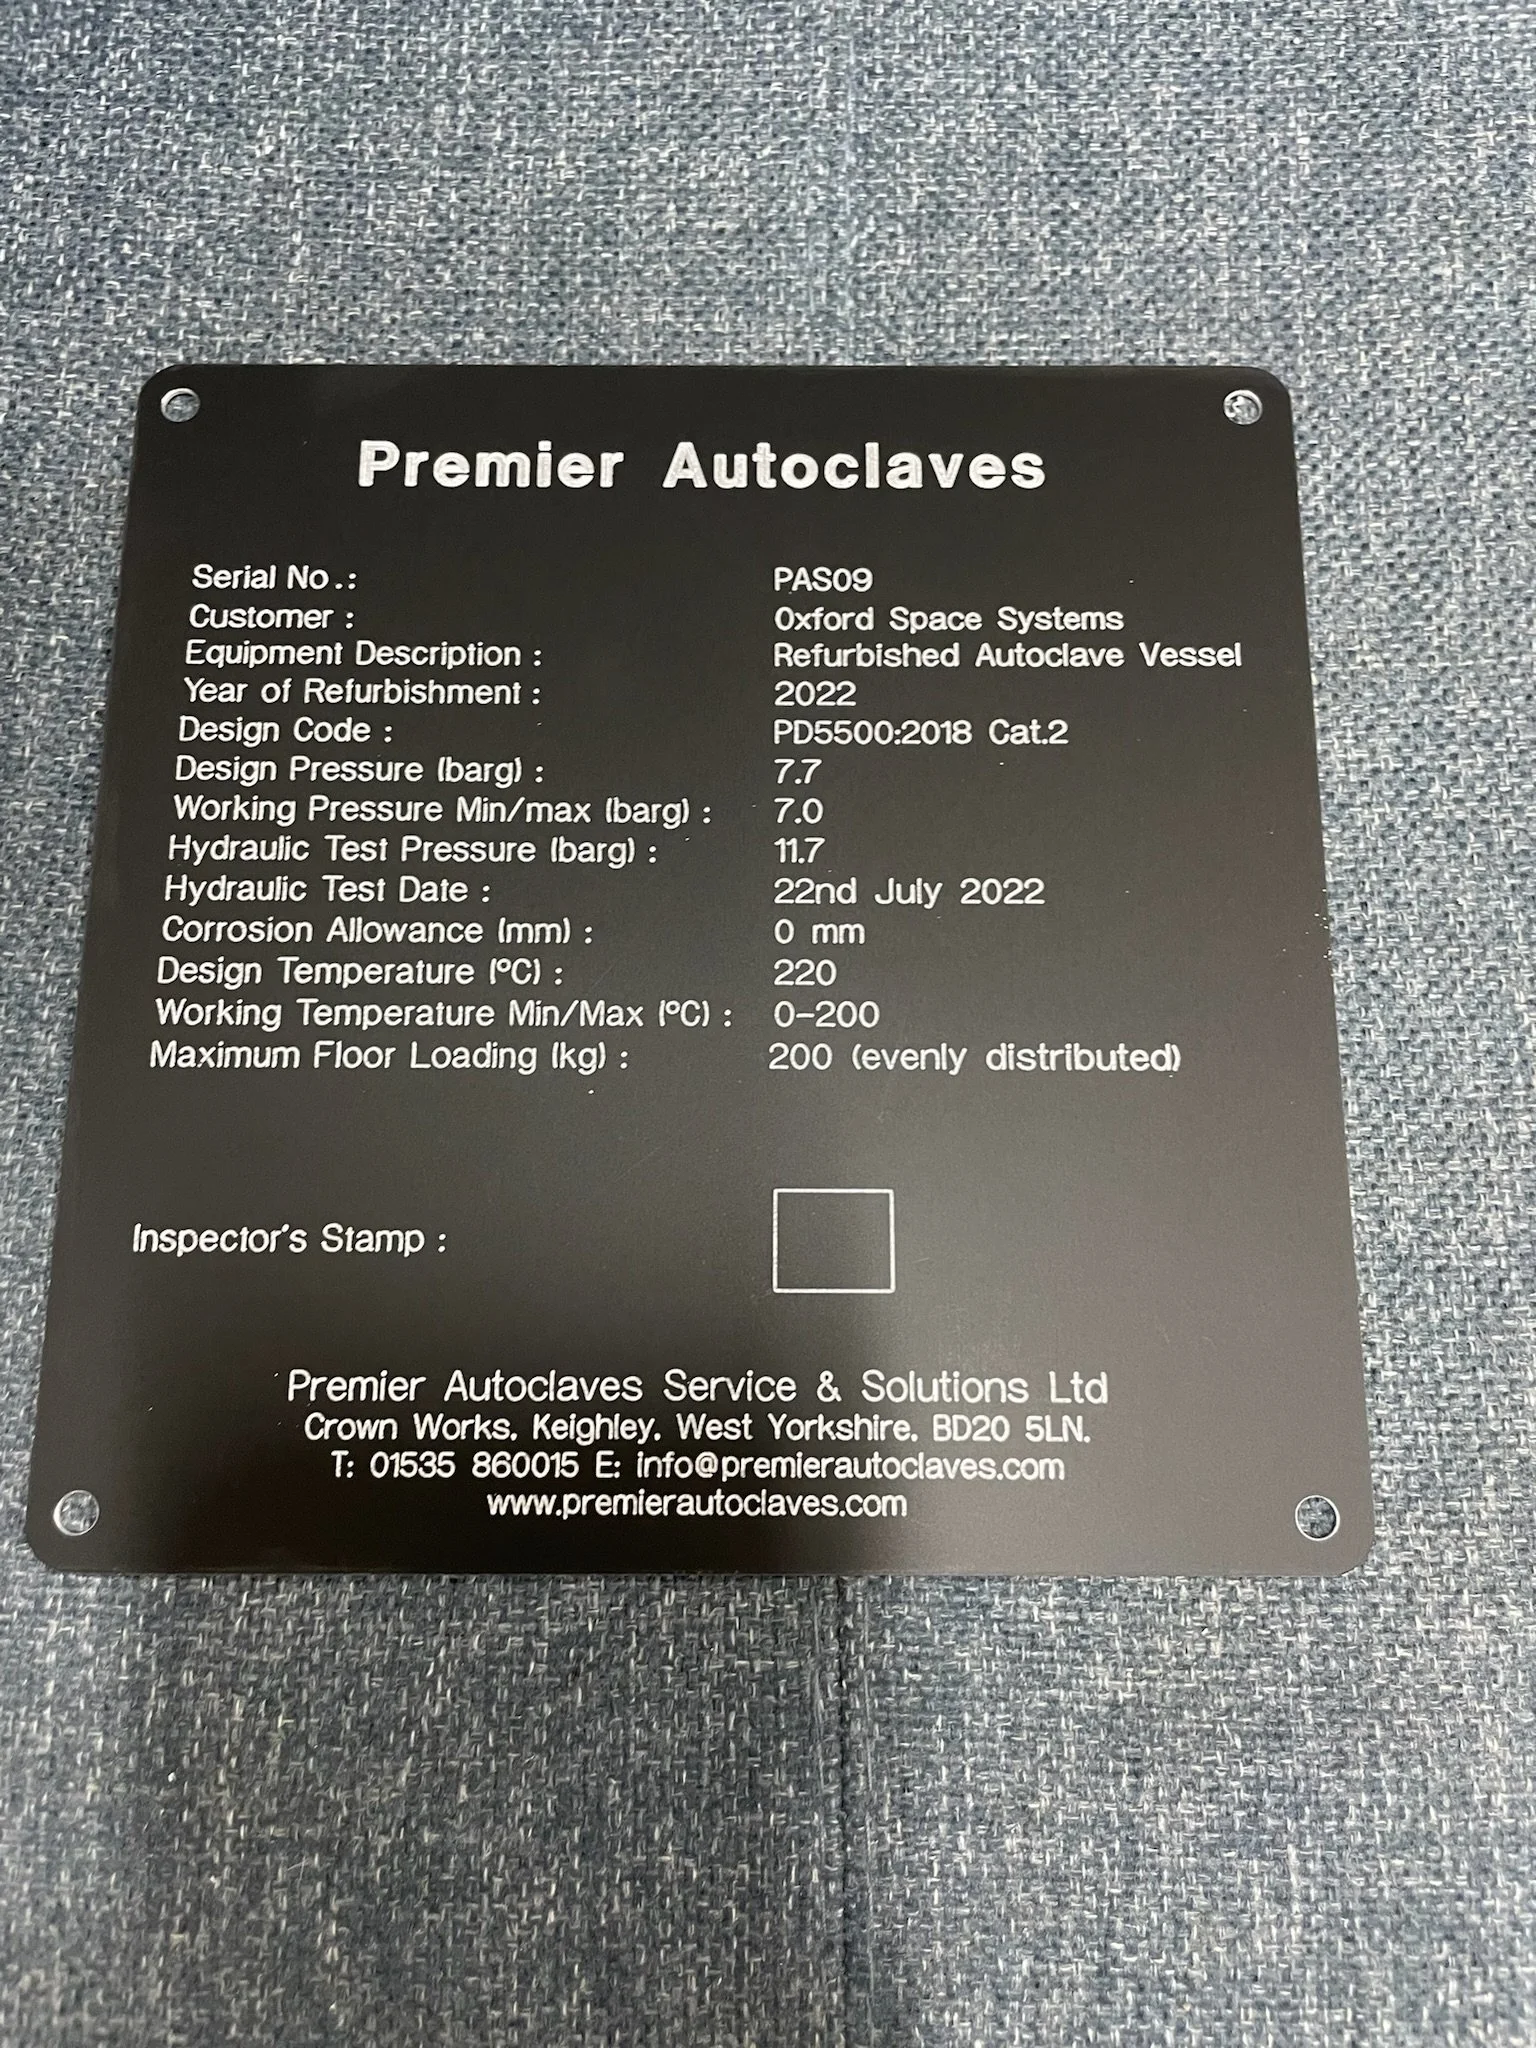 Premier Autoclaves
Serial No.: PAS09
Customer : Oxford Space Systems
Equipment Description : Refurbished Autoclave Vessel
Year of Refurbishment : 2022
Design Code : PD5500:2018 Cat.2
Design Pressure (barg) : 7.7
Working Pressure Min/max (barg) : 7.0
Hydraulic Test Pressure (barg) : 11.7
Hydraulic Test Date : 22nd July 2022
Corrosion Allowance (mm) : 0 mm
Design Temperature (ºC) : 220
Working Temperature Min/Max (ºC) : 0-200
Maximum Floor Loading (kg) : 200 (evenly distributed)
Inspector's Stamp :
Premier Autoclaves Service & Solutions Ltd
Crown Works, Keighley, West Yorkshire, BD20 5LN.
T: 01535 860015 E: info@premierautoclaves.com
www.premierautoclaves.com